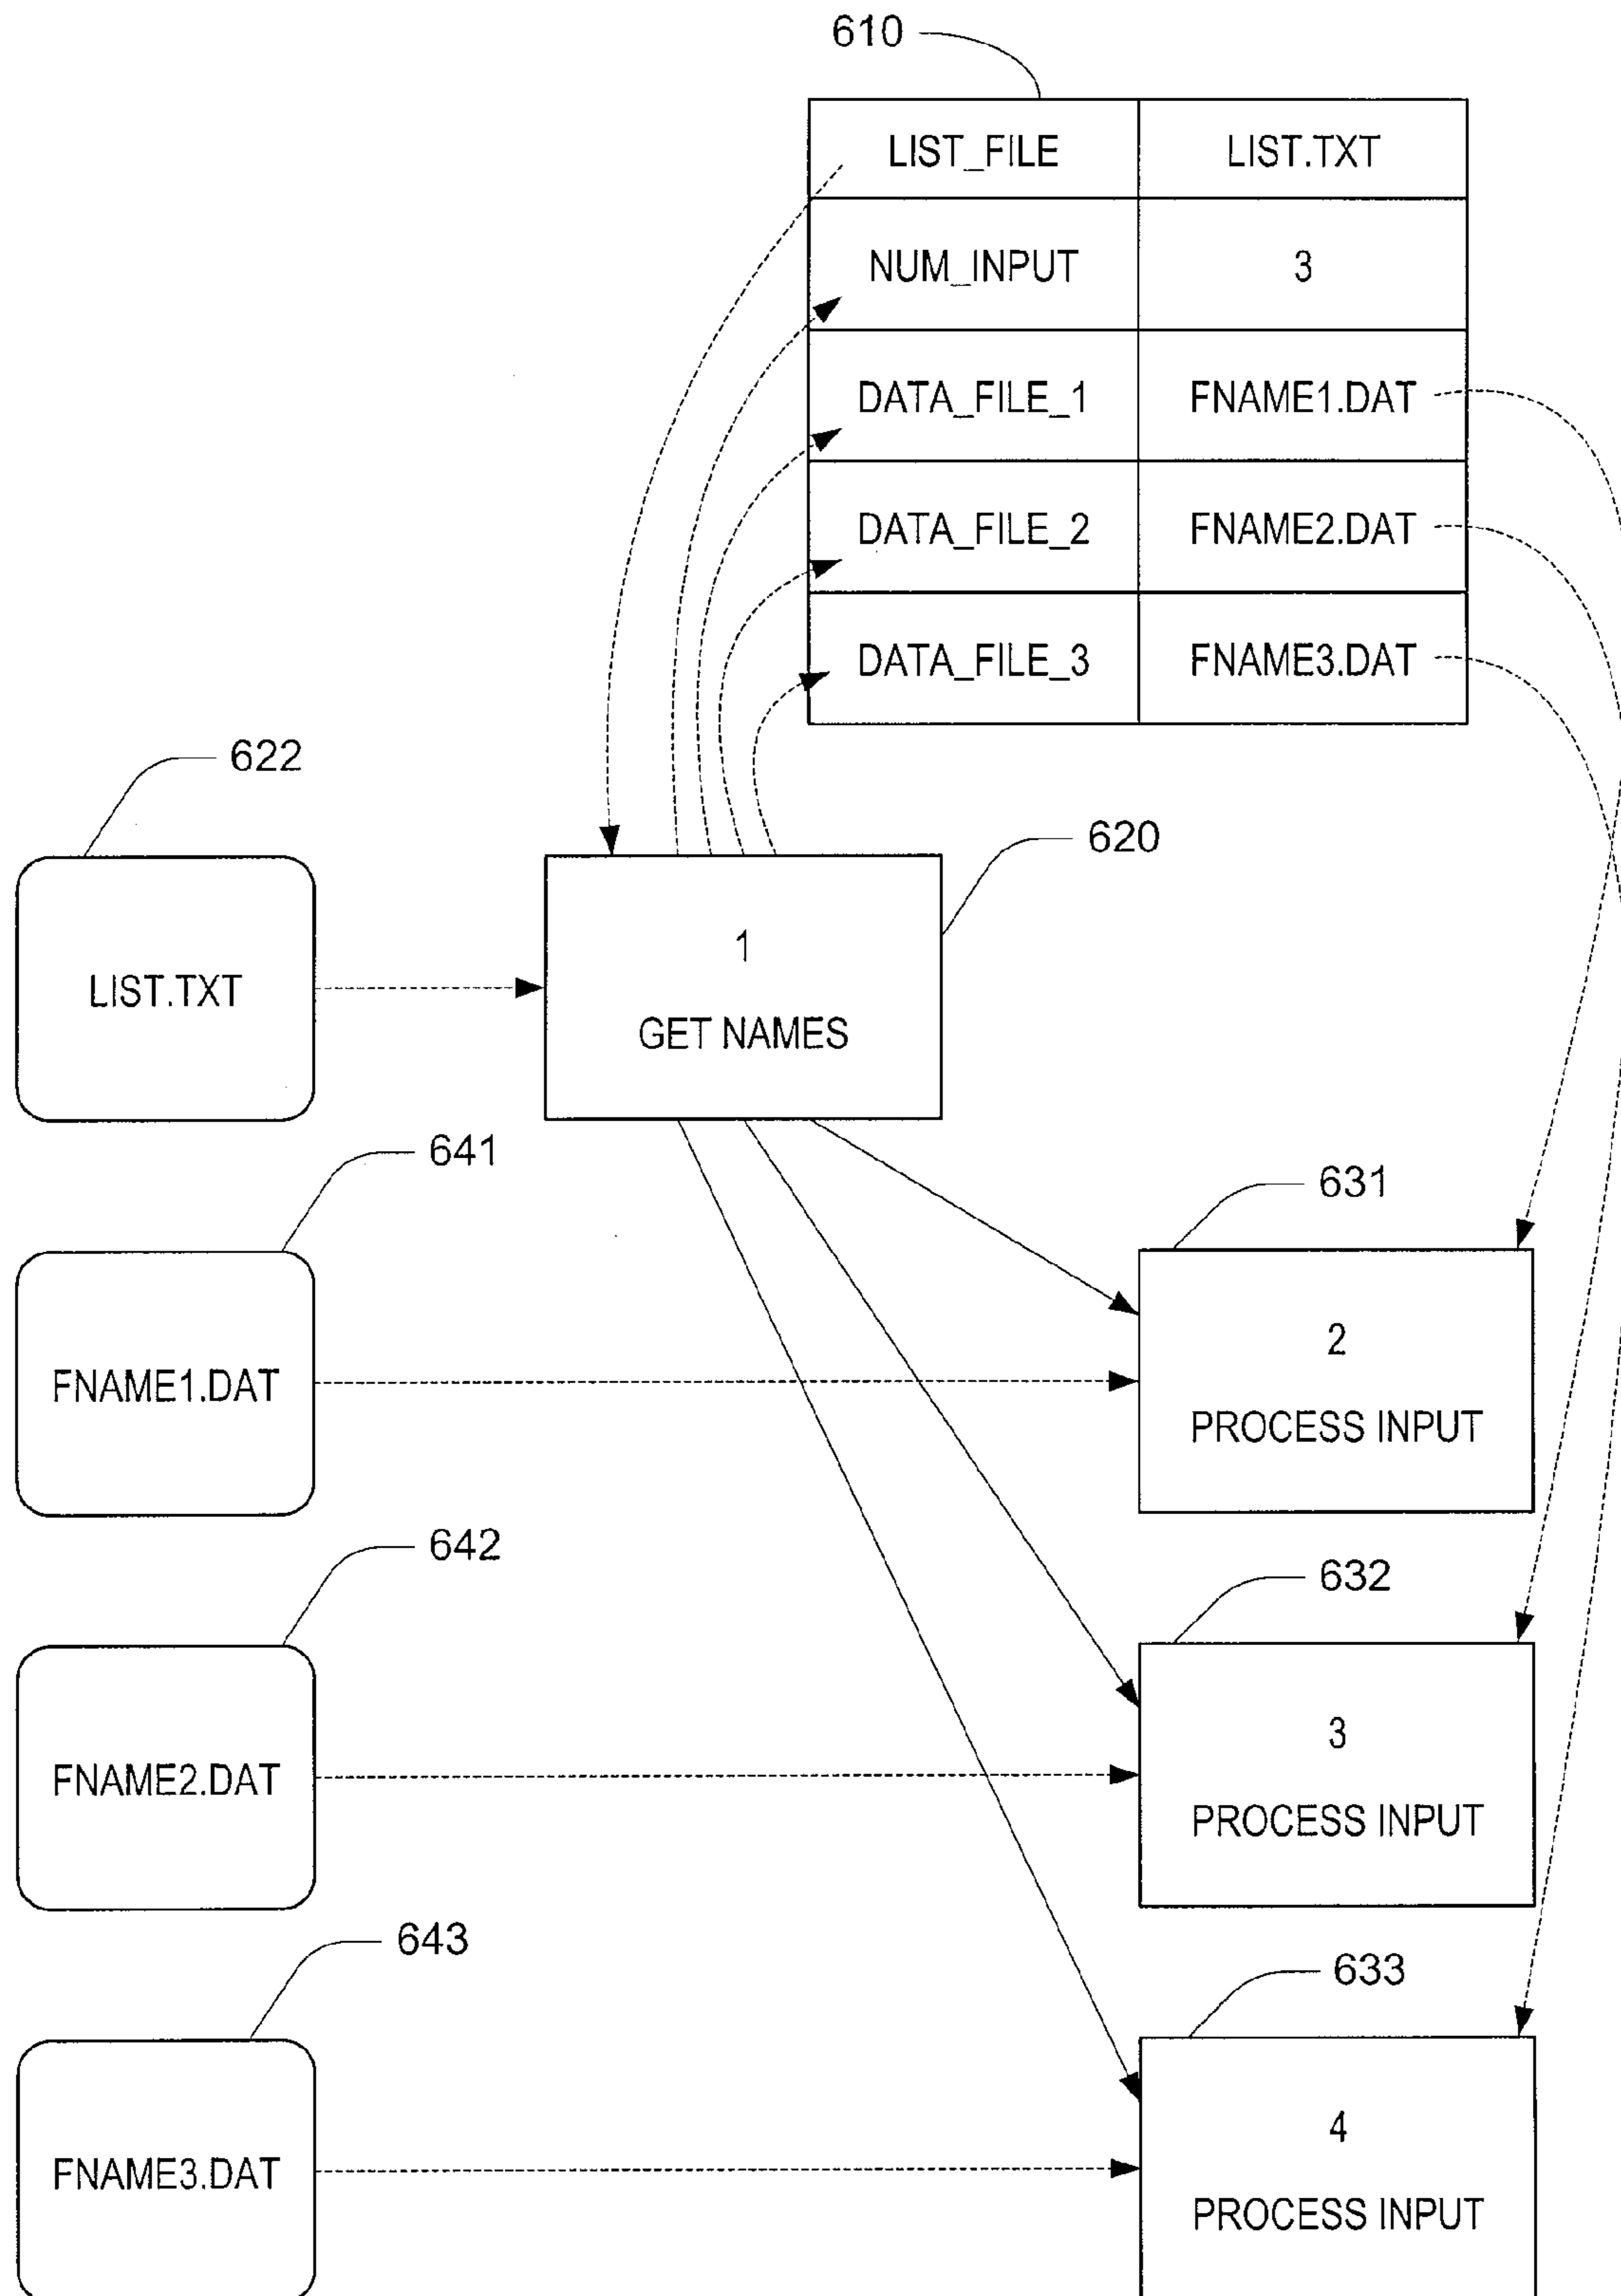 610
LIST_FILE LIST.TXT
NUM_INPUT 3
DATA_FILE_1 FNAME1.DAT
DATA_FILE_2 FNAME2.DAT
DATA_FILE_3 FNAME3.DAT
622
620
LIST.TXT
1
GET NAMES
641
631
FNAME1.DAT
2
PROCESS INPUT
642
632
FNAME2.DAT
3
PROCESS INPUT
643
633
FNAME3.DAT
4
PROCESS INPUT